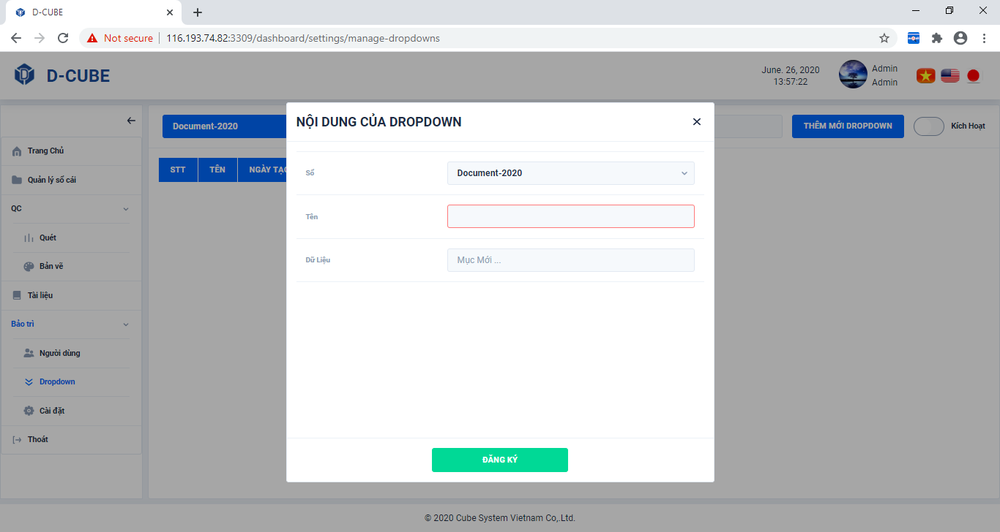 D-CUBE
Not secure
116.193.74.82:3309/dashboard/settings/manage-dropdowns
D-CUBE
June. 26, 2020
13:57:22
Admin
Admin
Trang Chủ
Quản lý sổ cái
QC
Quét
Bản vẽ
Tài liệu
Bảo trì
Người dùng
Dropdown
Cài đặt
Thoát
Document-2020
THÊM MỚI DROPDOWN
Kích Hoạt
STT
TÊN
NGÀY TẠO
NỘI DUNG CỦA DROPDOWN
Sổ
Document-2020
Tên
Dữ Liệu
Mục Mới ...
ĐĂNG KÝ
© 2020 Cube System Vietnam Co,.Ltd.